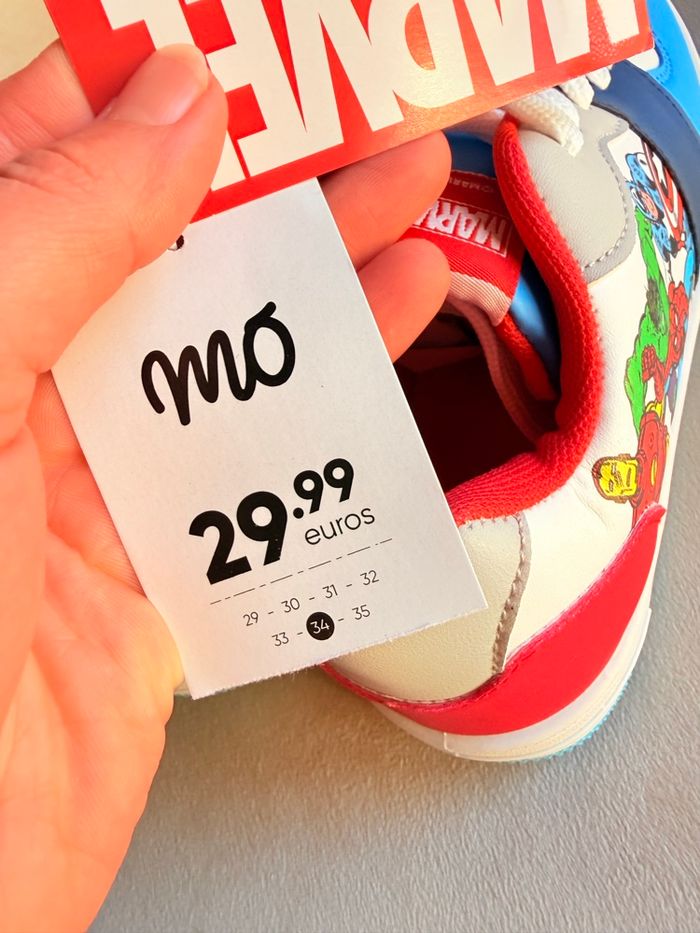 MARVEL
MARVEL
mó
29.99
euros
29 - 30 - 31 - 32
33 - 34 - 35